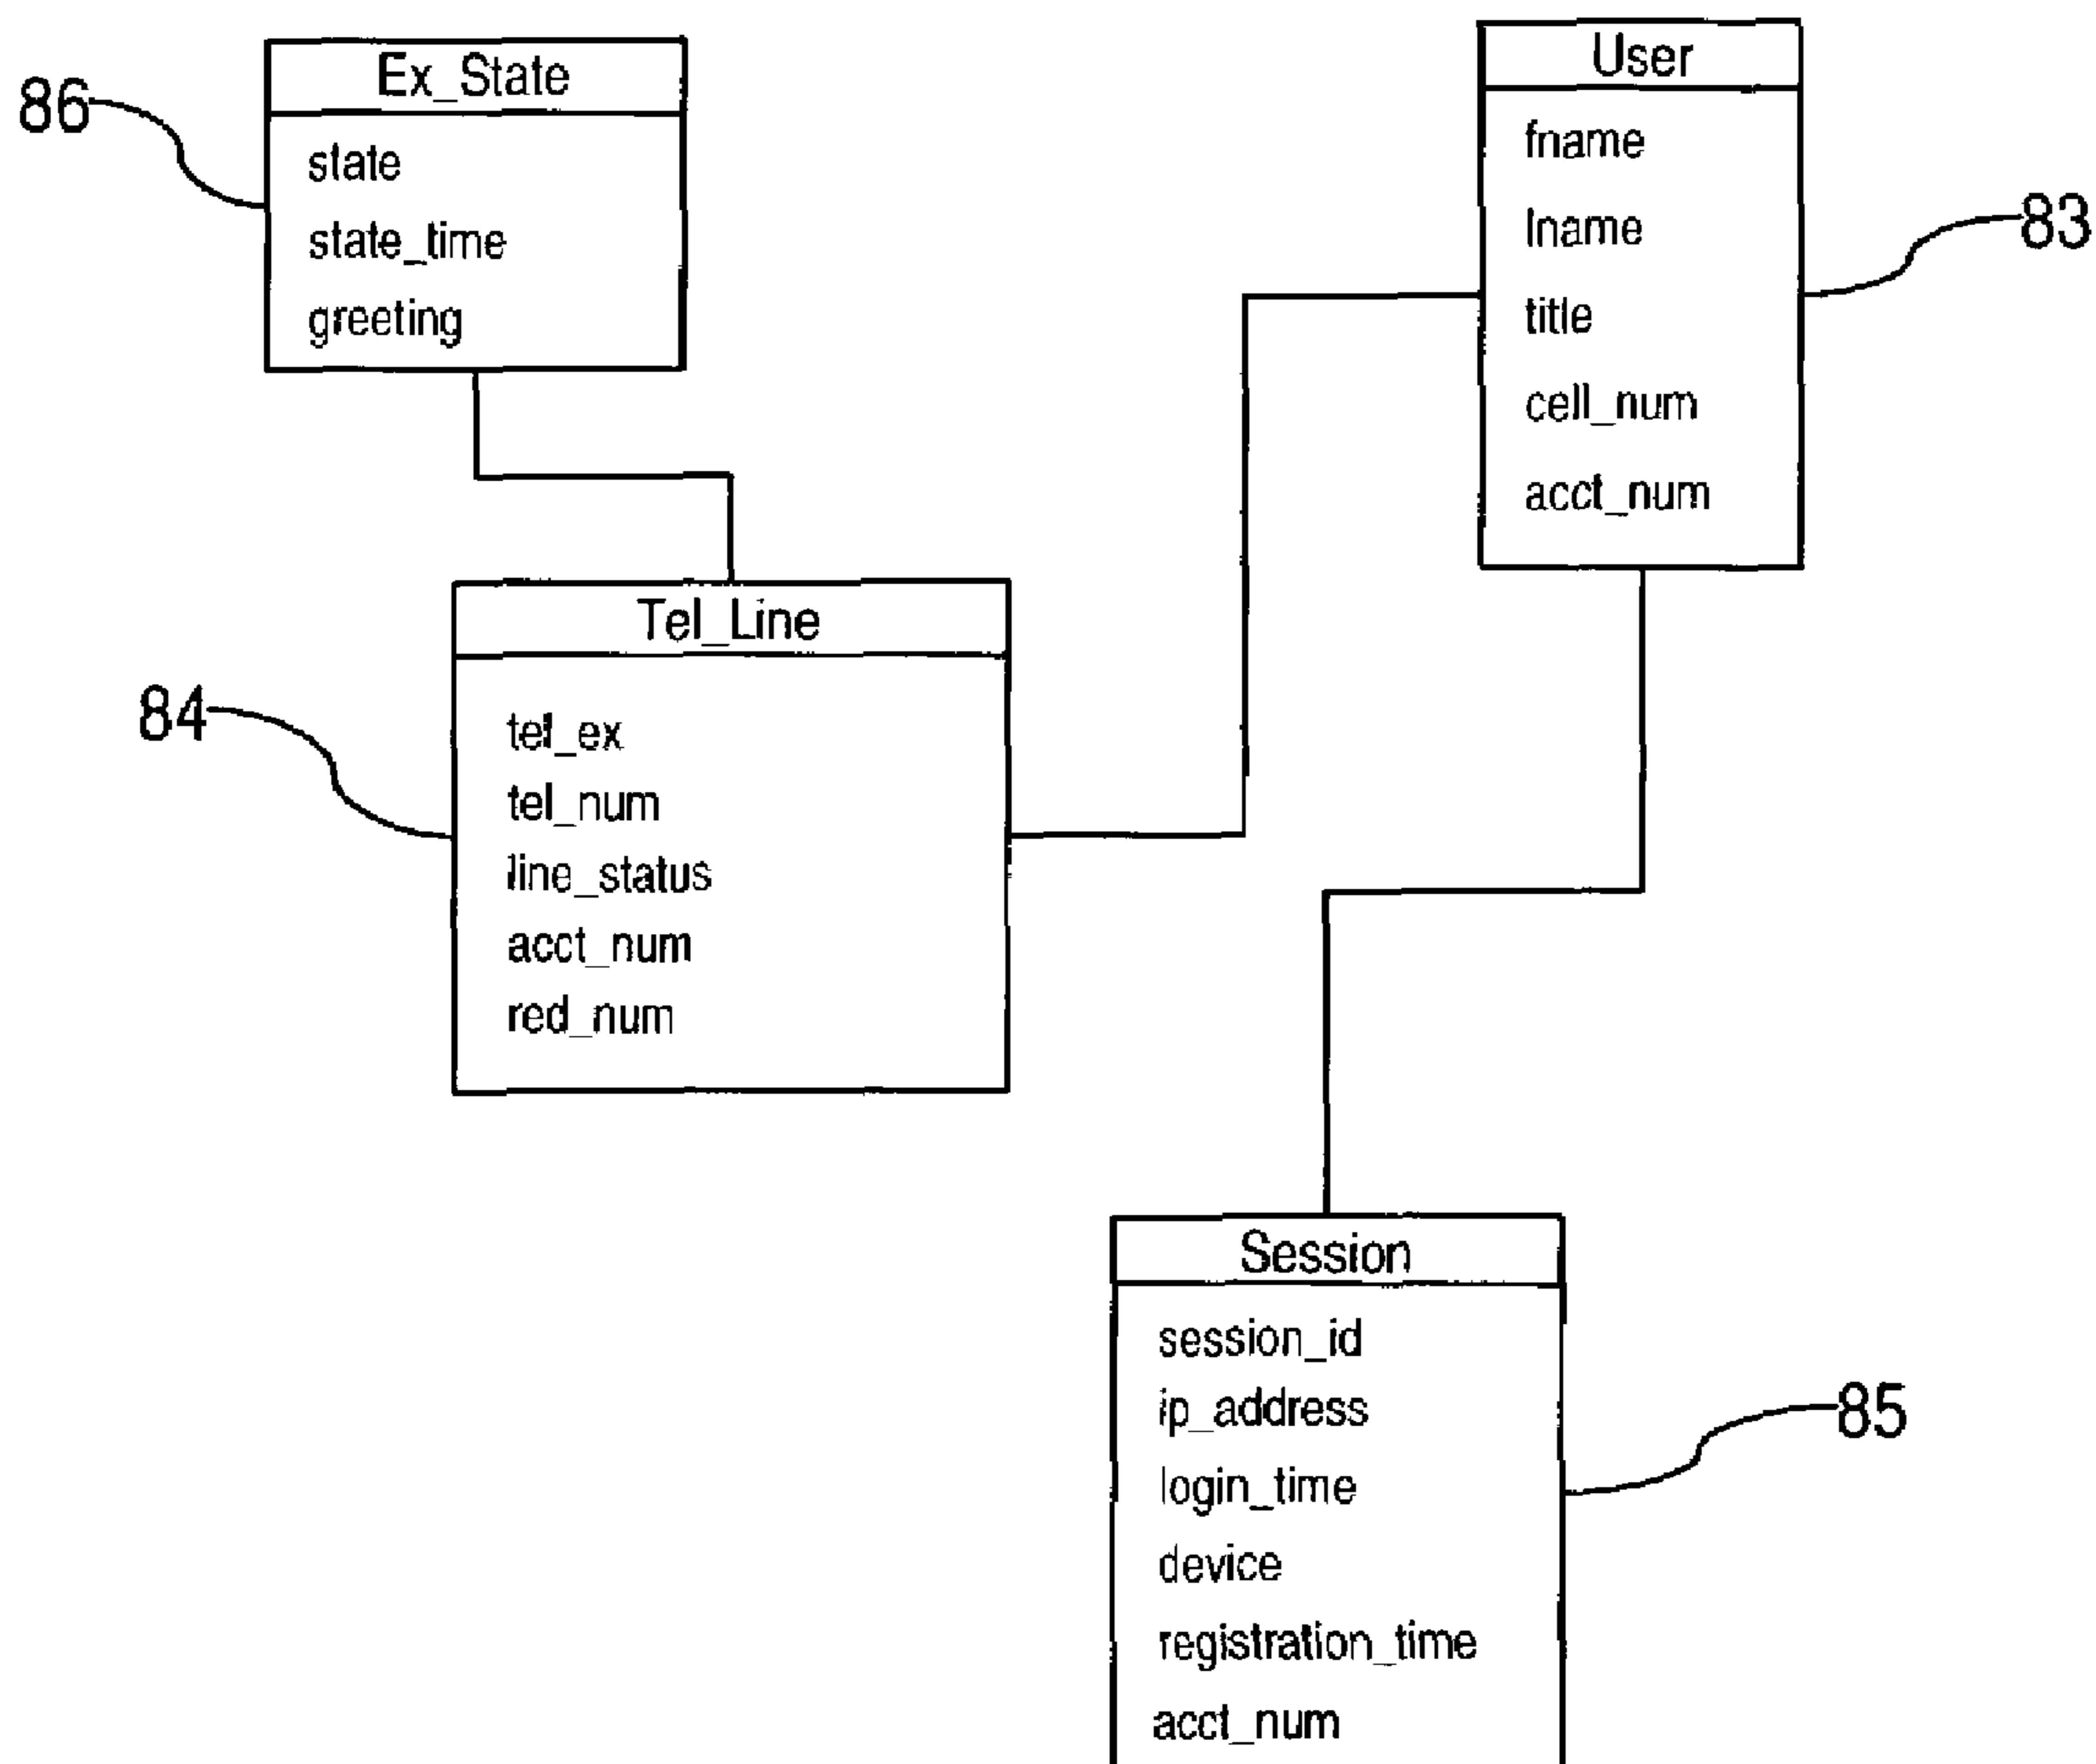 86
Ex_State
state
state_time
greeting
User
fname
lname
title
cell_num
acct_num
83
84
Tel_Line
tel_ex
tel_num
line_status
acct_num
red_num
Session
session_id
ip_address
login_time
device
registration_time
acct_num
85